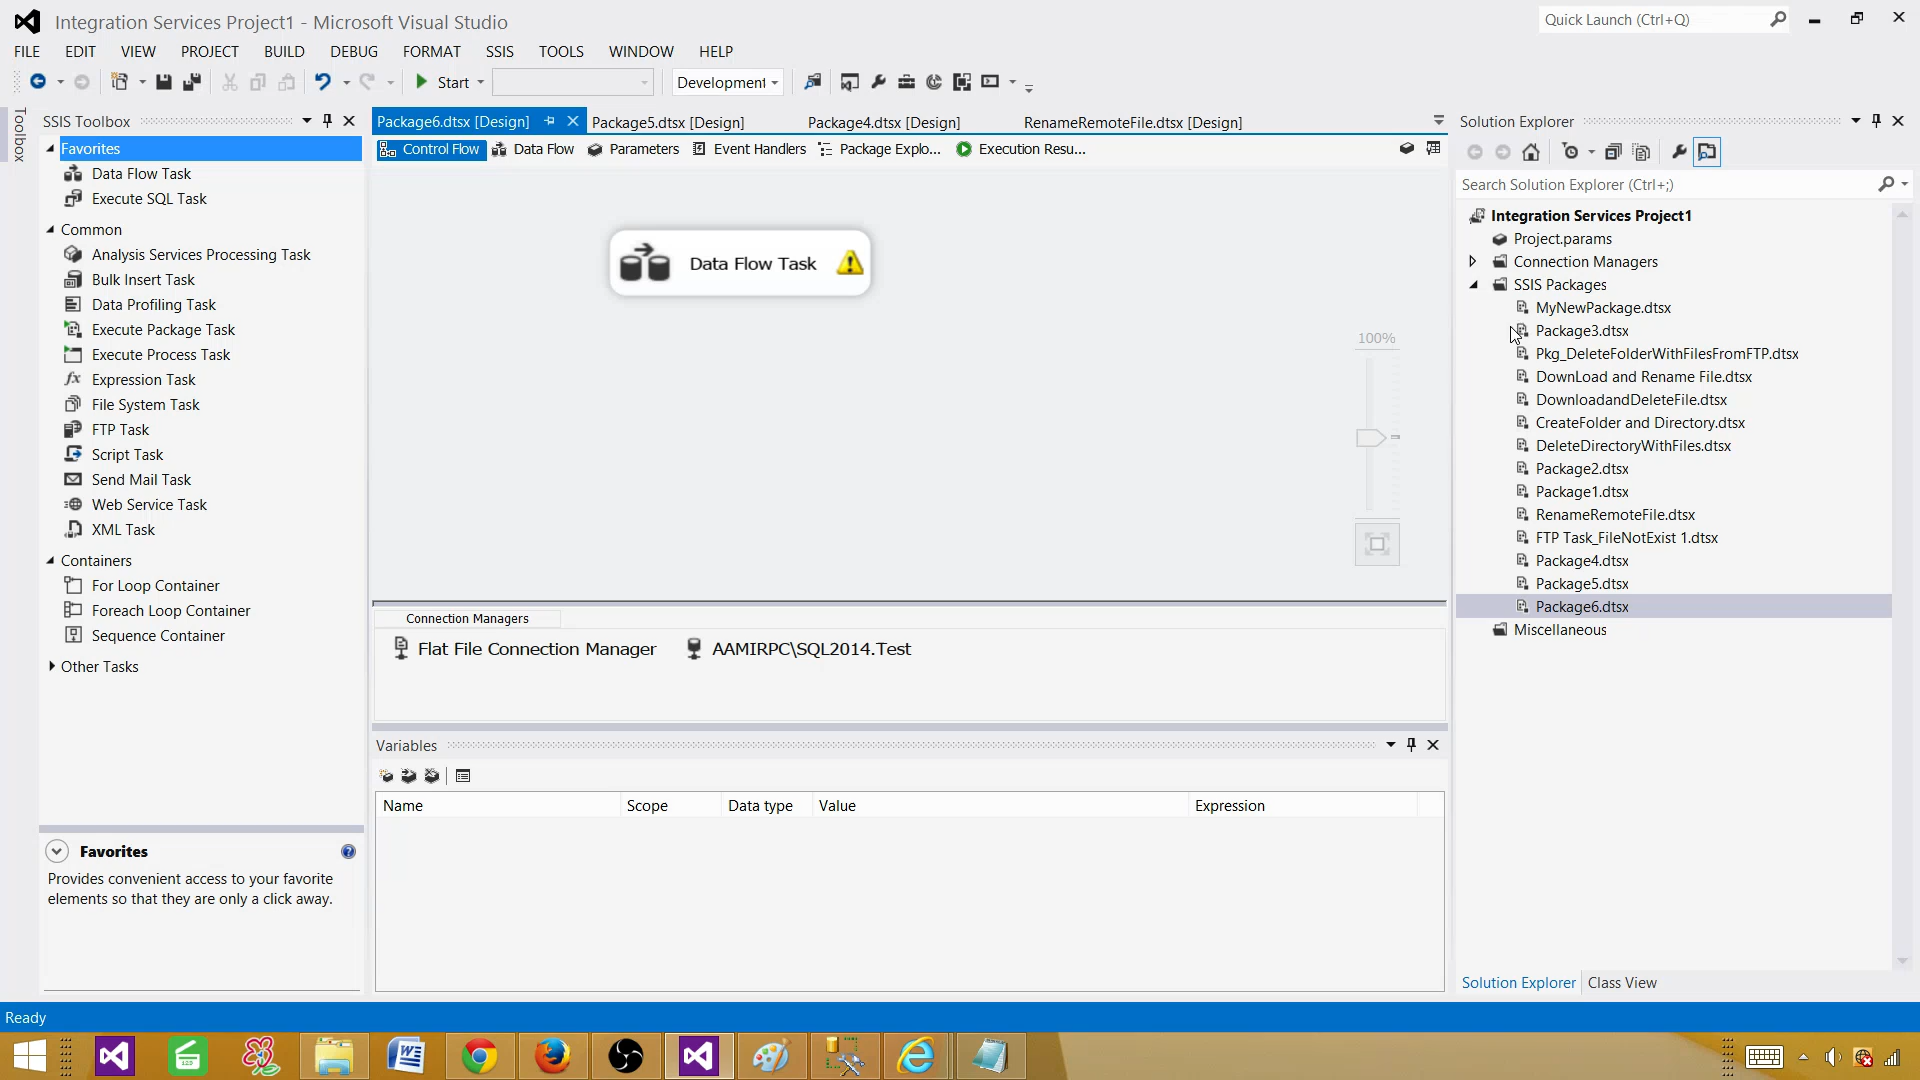 Integration Services Project1 - Microsoft Visual Studio
Quick Launch (Ctrl+Q)
FILE EDIT VIEW PROJECT BUILD DEBUG FORMAT SSIS TOOLS WINDOW HELP
Start Development
Toolbox
SSIS Toolbox
Favorites
Data Flow Task
Execute SQL Task
Common
Analysis Services Processing Task
Bulk Insert Task
Data Profiling Task
Execute Package Task
Execute Process Task
Expression Task
File System Task
FTP Task
Script Task
Send Mail Task
Web Service Task
XML Task
Containers
For Loop Container
Foreach Loop Container
Sequence Container
Other Tasks
Favorites
Provides convenient access to your favorite
elements so that they are only a click away.
Package6.dtsx [Design] Package5.dtsx [Design] Package4.dtsx [Design] RenameRemoteFile.dtsx [Design]
Control Flow Data Flow Parameters Event Handlers Package Explo... Execution Resu...
Data Flow Task
100%
Connection Managers
Flat File Connection Manager AAMIRPC\SQL2014.Test
Variables
Name Scope Data type Value Expression
Solution Explorer
Search Solution Explorer (Ctrl+;)
Integration Services Project1
Project.params
Connection Managers
SSIS Packages
MyNewPackage.dtsx
Package3.dtsx
Pkg_DeleteFolderWithFilesFromFTP.dtsx
DownLoad and Rename File.dtsx
DownloadandDeleteFile.dtsx
CreateFolder and Directory.dtsx
DeleteDirectoryWithFiles.dtsx
Package2.dtsx
Package1.dtsx
RenameRemoteFile.dtsx
FTP Task_FileNotExist 1.dtsx
Package4.dtsx
Package5.dtsx
Package6.dtsx
Miscellaneous
Solution Explorer Class View
Ready